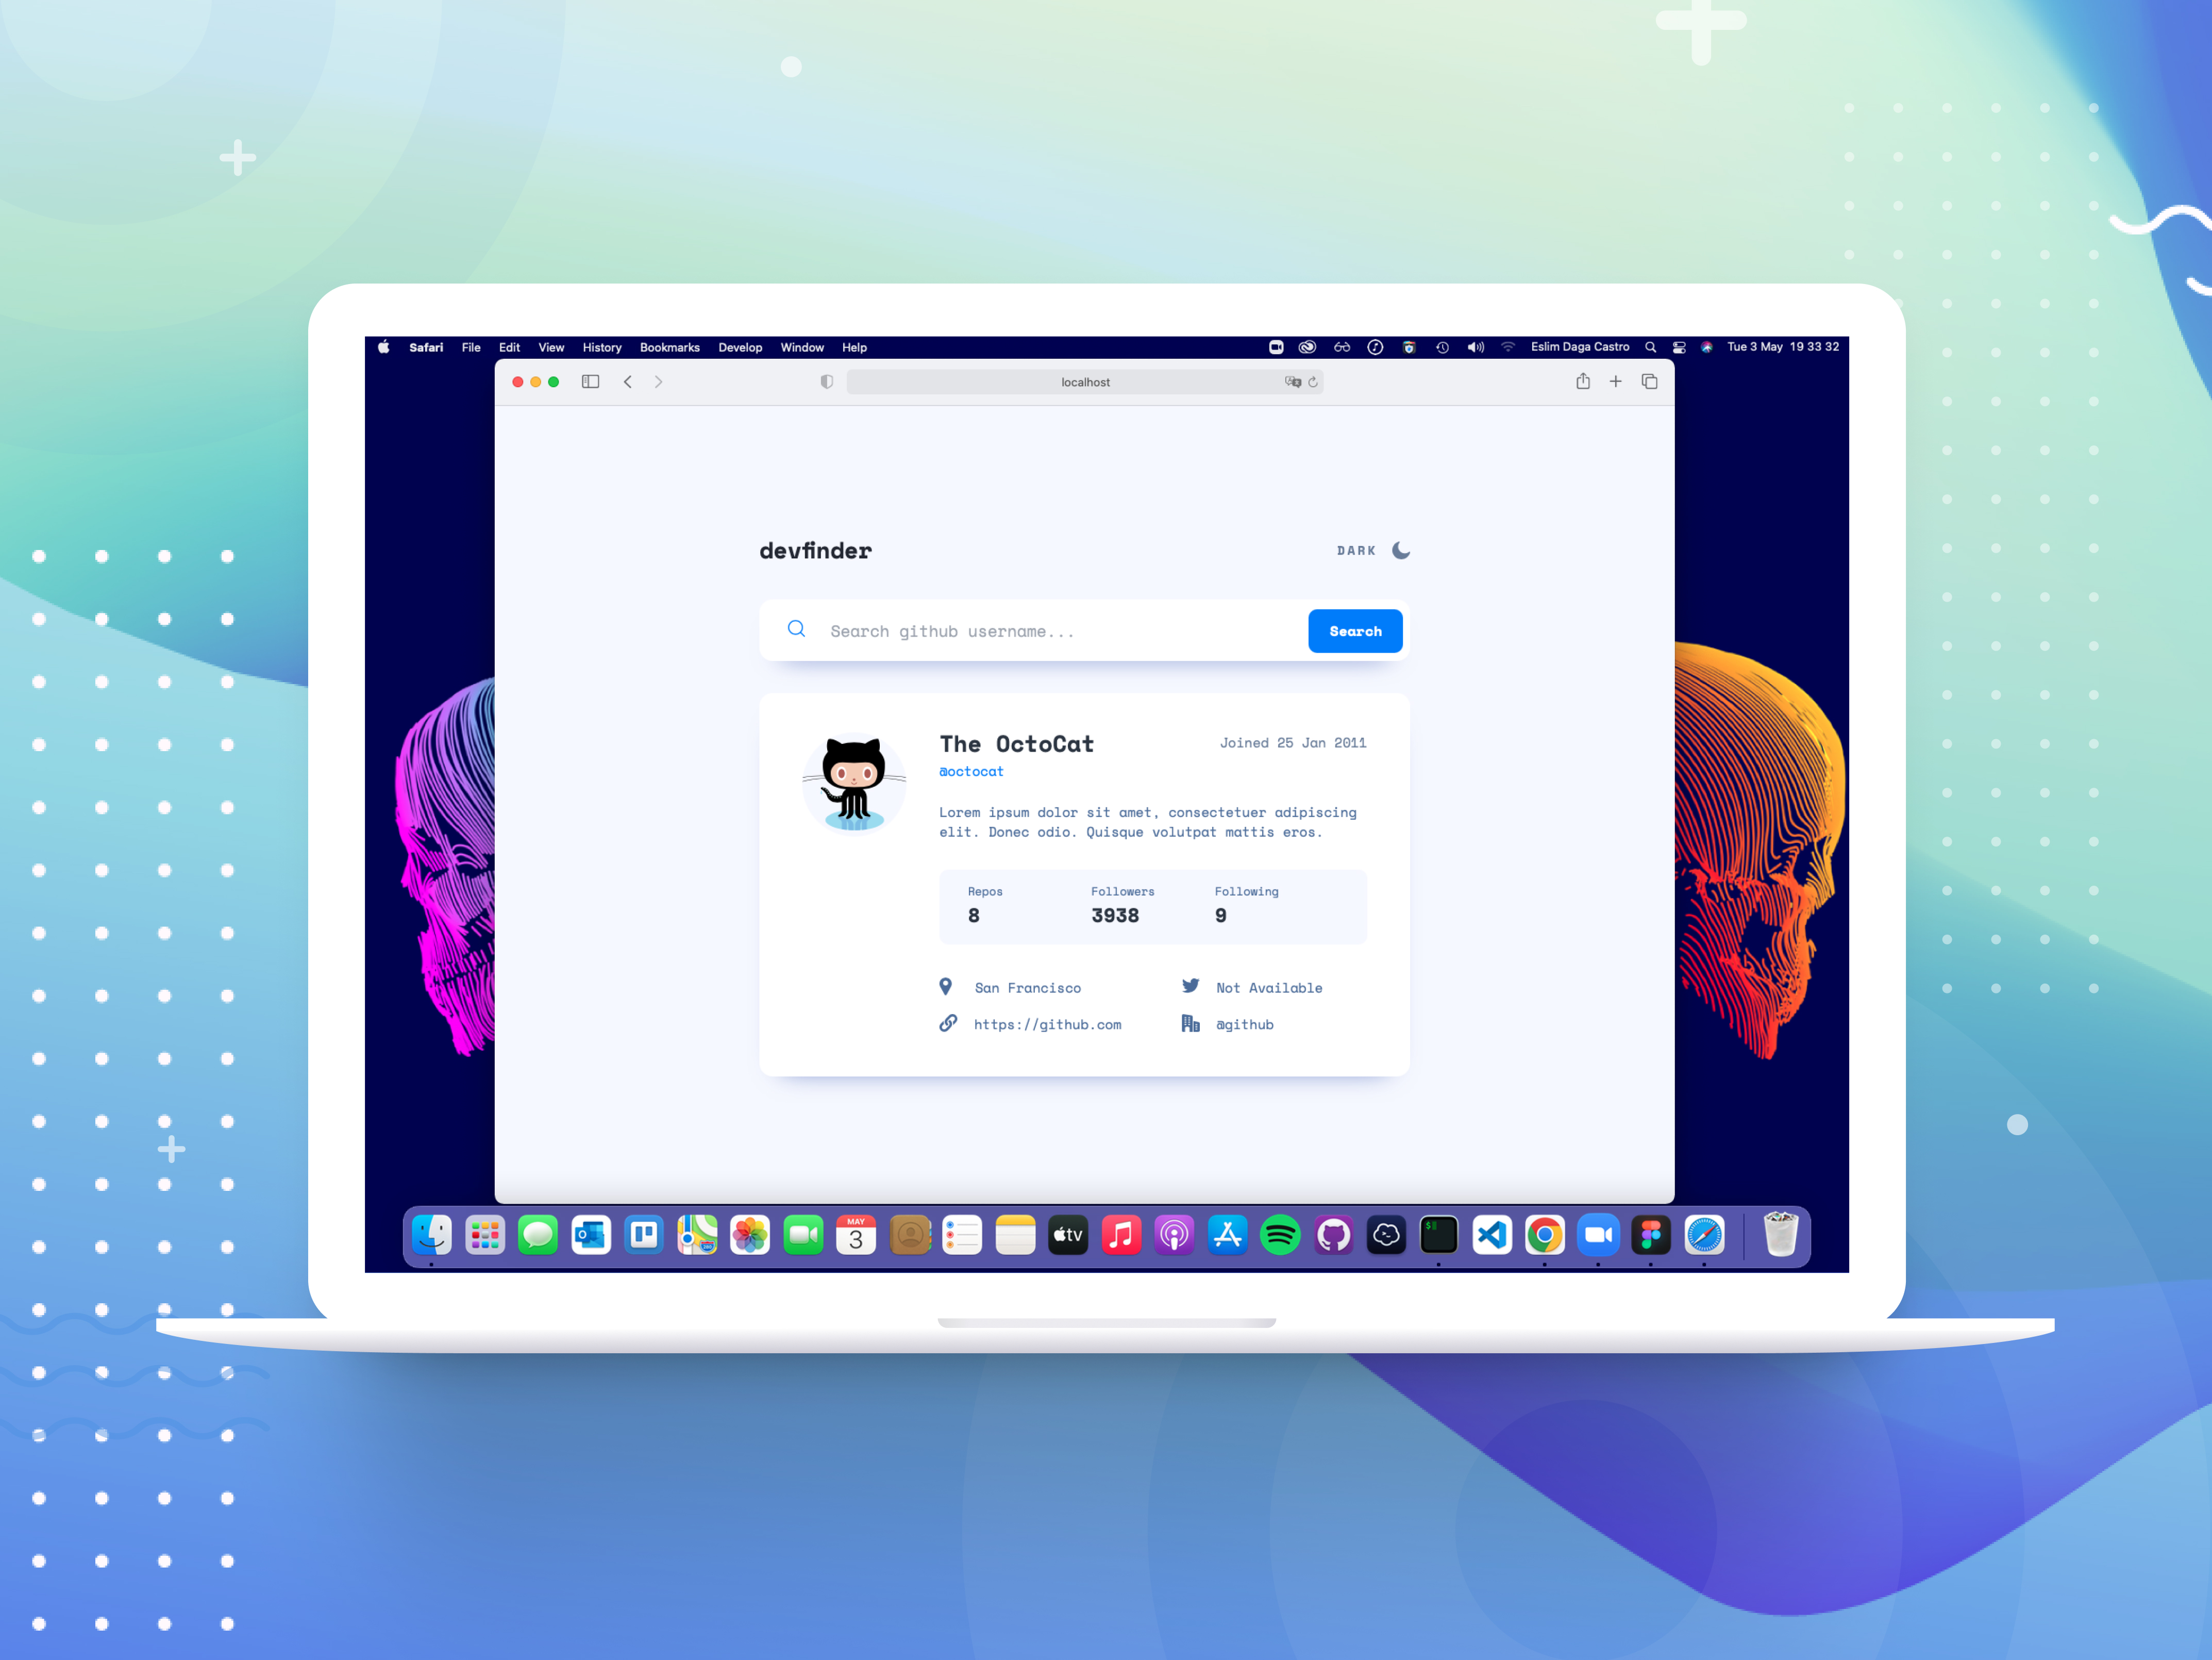 Safari File Edit View History Bookmarks Develop Window Help Eslim Daga Castro Tue 3 May 19 33 32
localhost
devfinder DARK
Search github username... Search
The OctoCat Joined 25 Jan 2011
@octocat
Lorem ipsum dolor sit amet, consectetuer adipiscing
elit. Donec odio. Quisque volutpat mattis eros.
Repos Followers Following
8 3938 9
San Francisco Not Available
https://github.com @github
MAY
3
tv